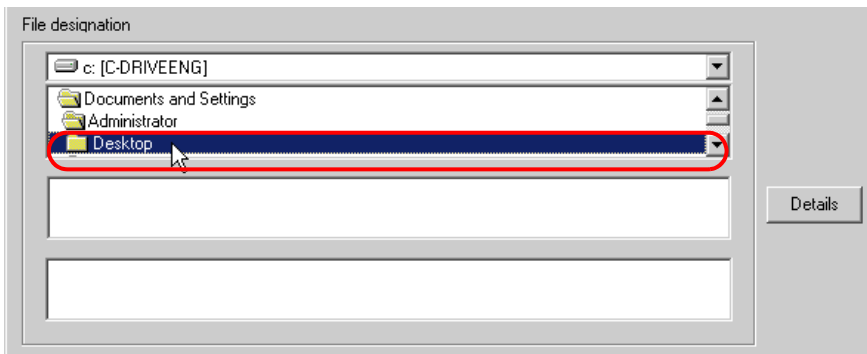 File designation
c: [C-DRIVEENG]
Documents and Settings
Administrator
Desktop
Details